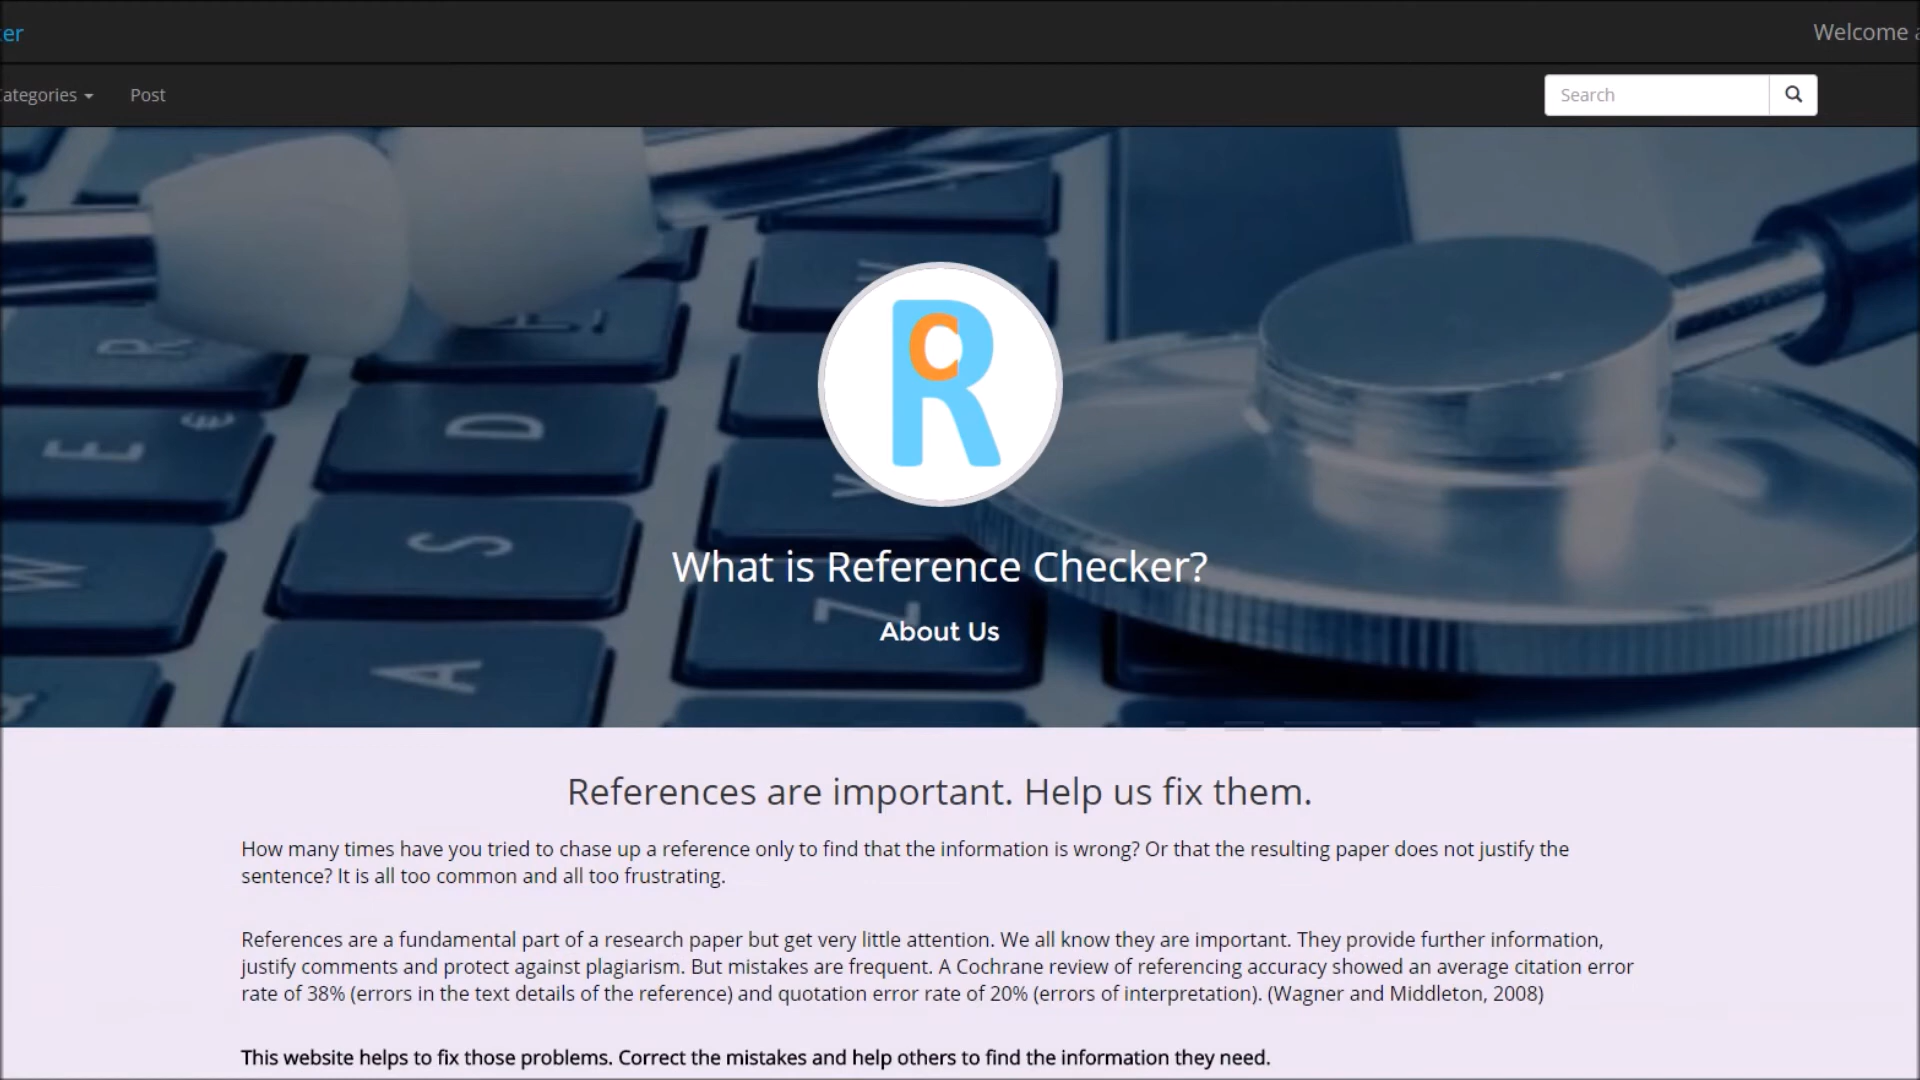 er
Welcome
ategories
Post
Search
RC
What is Reference Checker?
About Us
References are important. Help us fix them.
How many times have you tried to chase up a reference only to find that the information is wrong? Or that the resulting paper does not justify the
sentence? It is all too common and all too frustrating.
References are a fundamental part of a research paper but get very little attention. We all know they are important. They provide further information,
justify comments and protect against plagiarism. But mistakes are frequent. A Cochrane review of referencing accuracy showed an average citation error
rate of 38% (errors in the text details of the reference) and quotation error rate of 20% (errors of interpretation). (Wagner and Middleton, 2008)
This website helps to fix those problems. Correct the mistakes and help others to find the information they need.